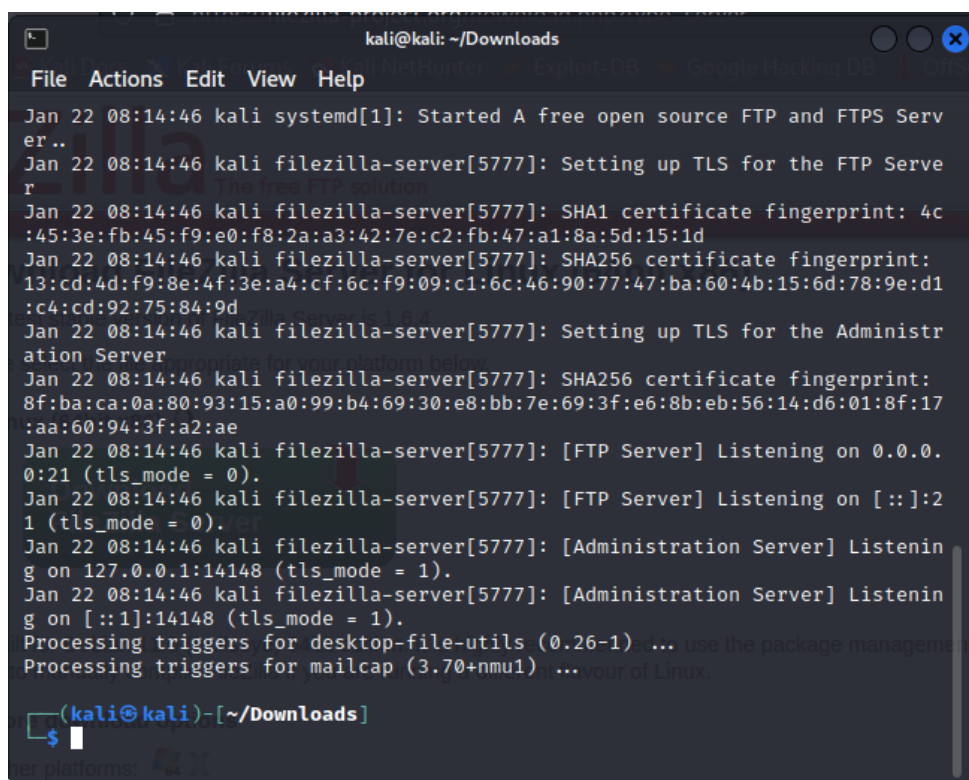 http://filezilla-project.org/download.php?type=server
kali@kali: ~/Downloads
File Actions Edit View Help
Jan 22 08:14:46 kali systemd[1]: Started A free open source FTP and FTPS Serv
er..
Jan 22 08:14:46 kali filezilla-server[5777]: Setting up TLS for the FTP Serve
r
Jan 22 08:14:46 kali filezilla-server[5777]: SHA1 certificate fingerprint: 4c
:45:3e:fb:45:f9:e0:f8:2a:a3:42:7e:c2:fb:47:a1:8a:5d:15:1d
Jan 22 08:14:46 kali filezilla-server[5777]: SHA256 certificate fingerprint:
13:cd:4d:f9:8e:4f:3e:a4:cf:6c:f9:09:c1:6c:46:90:77:47:ba:60:4b:15:6d:78:9e:d1
:c4:cd:92:75:84:9d
Jan 22 08:14:46 kali filezilla-server[5777]: Setting up TLS for the Administr
ation Server
Jan 22 08:14:46 kali filezilla-server[5777]: SHA256 certificate fingerprint:
8f:ba:ca:0a:80:93:15:a0:99:b4:69:30:e8:bb:7e:69:3f:e6:8b:eb:56:14:d6:01:8f:17
:aa:60:94:3f:a2:ae
Jan 22 08:14:46 kali filezilla-server[5777]: [FTP Server] Listening on 0.0.0.
0:21 (tls_mode = 0).
Jan 22 08:14:46 kali filezilla-server[5777]: [FTP Server] Listening on [::]:2
1 (tls_mode = 0).
Jan 22 08:14:46 kali filezilla-server[5777]: [Administration Server] Listenin
g on 127.0.0.1:14148 (tls_mode = 1).
Jan 22 08:14:46 kali filezilla-server[5777]: [Administration Server] Listenin
g on [::1]:14148 (tls_mode = 1).
Processing triggers for desktop-file-utils (0.26-1) ...
Processing triggers for mailcap (3.70+nmu1) ...
(kali㉿kali)-[~/Downloads]
$